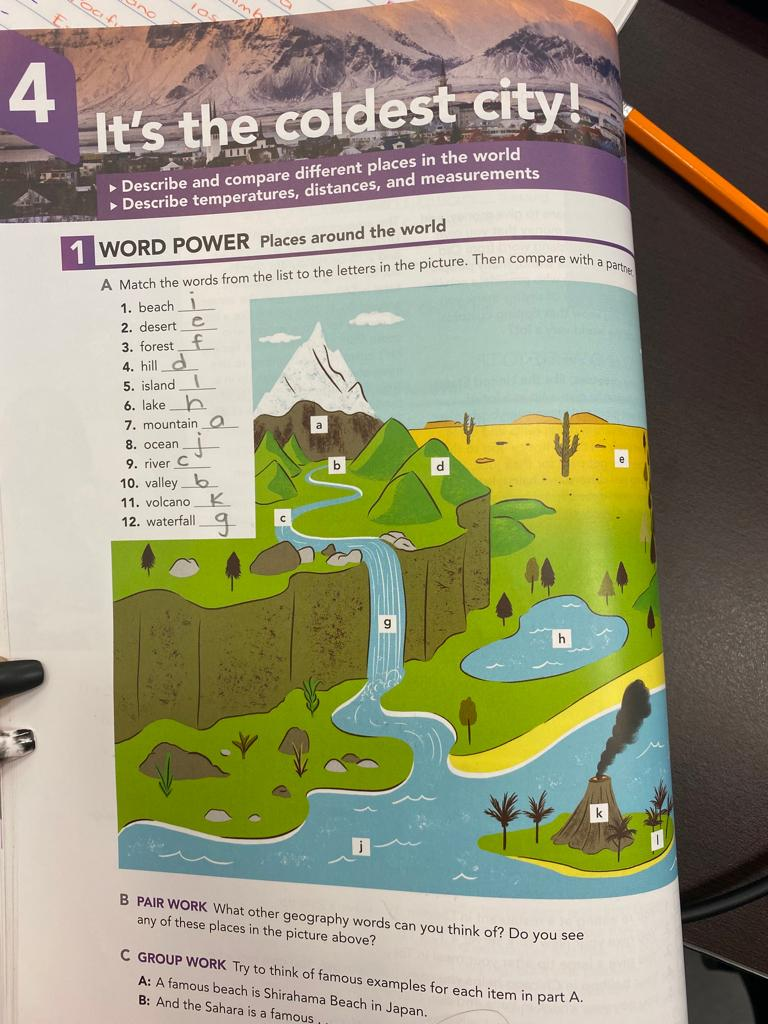 4
It's the coldest city!
▸ Describe and compare different places in the world
▸ Describe temperatures, distances, and measurements
1 WORD POWER Places around the world
A Match the words from the list to the letters in the picture. Then compare with a partner
1. beach i
2. desert e
3. forest f
4. hill d
5. island l
6. lake h
7. mountain a
8. ocean j
9. river c
10. valley b
11. volcano k
12. waterfall g
a
b
d
e
c
g
h
k
l
j
B PAIR WORK What other geography words can you think of? Do you see
any of these places in the picture above?
C GROUP WORK Try to think of famous examples for each item in part A.
A: A famous beach is Shirahama Beach in Japan.
B: And the Sahara is a famous . .